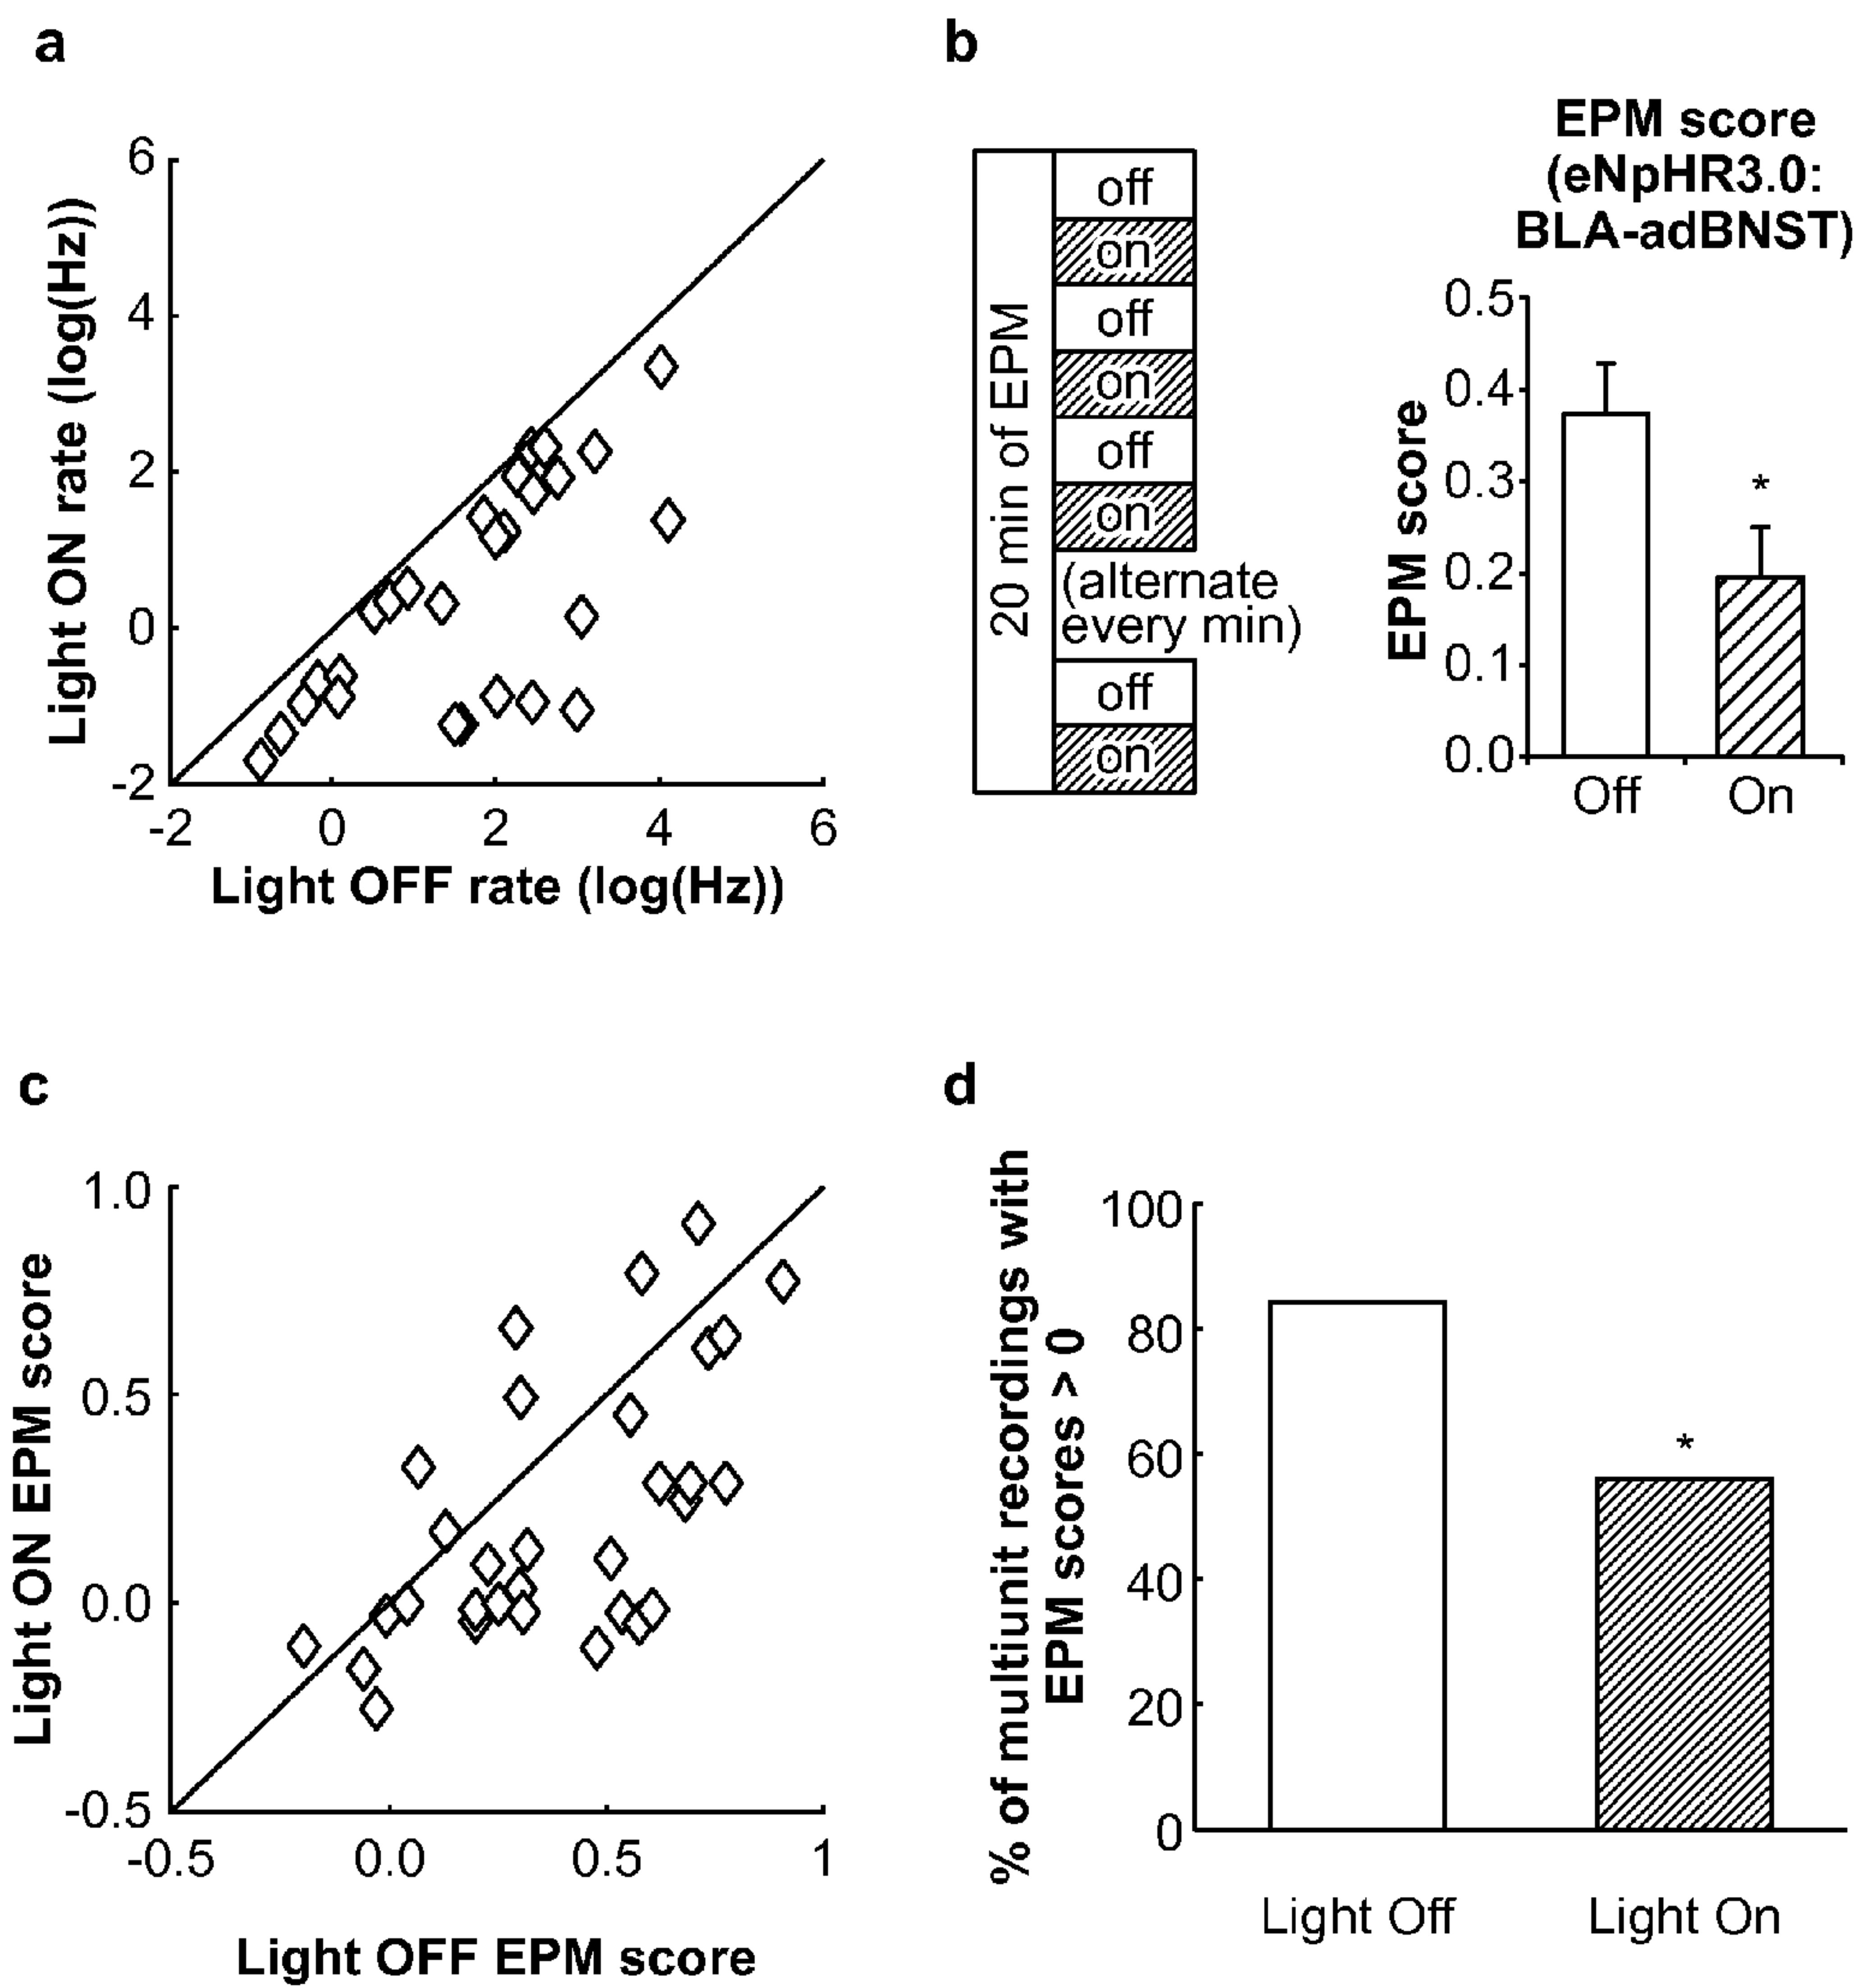 a
6
4
2
0
-2
-2
0
2
4
6
Light ON rate (log(Hz))
Light OFF rate (log(Hz))
b
20 min of EPM
off
on
off
on
off
on
(alternate
every min)
off
on
EPM score
(eNpHR3.0:
BLA-adBNST)
EPM score
0.5
0.4
0.3
0.2
0.1
0.0
*
Off
On
c
Light ON EPM score
1.0
0.5
0.0
-0.5
-0.5
0.0
0.5
1
Light OFF EPM score
d
% of multiunit recordings with
EPM scores > 0
100
80
60
40
20
0
*
Light Off
Light On